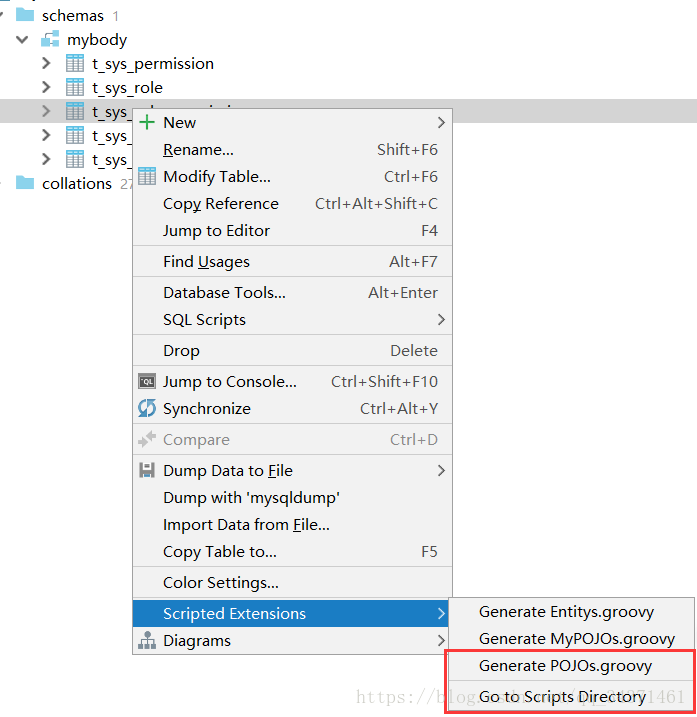 schemas 1
mybody
t_sys_permission
t_sys_role
t_sys_
t_sys_
t_sys_
collations 27
New
Rename... Shift+F6
Modify Table... Ctrl+F6
Copy Reference Ctrl+Alt+Shift+C
Jump to Editor F4
Find Usages Alt+F7
Database Tools... Alt+Enter
SQL Scripts
Drop Delete
QL Jump to Console... Ctrl+Shift+F10
Synchronize Ctrl+Alt+Y
Compare Ctrl+D
Dump Data to File
Dump with 'mysqldump'
Import Data from File...
Copy Table to... F5
Color Settings...
Scripted Extensions
Diagrams
Generate Entitys.groovy
Generate MyPOJOs.groovy
Generate POJOs.groovy
Go to Scripts Directory